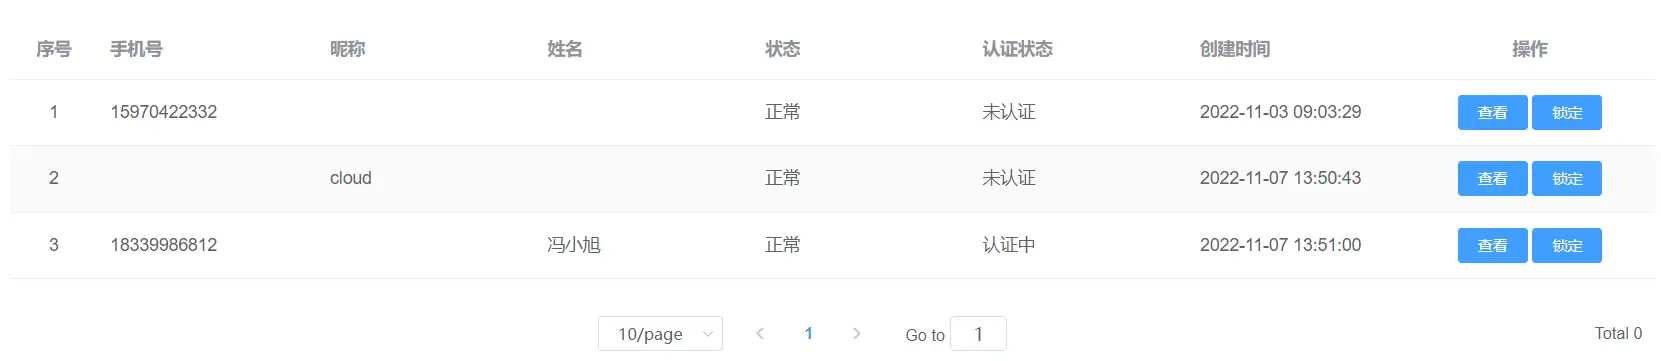 序号 手机号 昵称 姓名 状态 认证状态 创建时间 操作
1 15970422332 正常 未认证 2022-11-03 09:03:29 查看 锁定
2 cloud 正常 未认证 2022-11-07 13:50:43 查看 锁定
3 18339986812 冯小旭 正常 认证中 2022-11-07 13:51:00 查看 锁定
10/page 1 Go to 1 Total 0